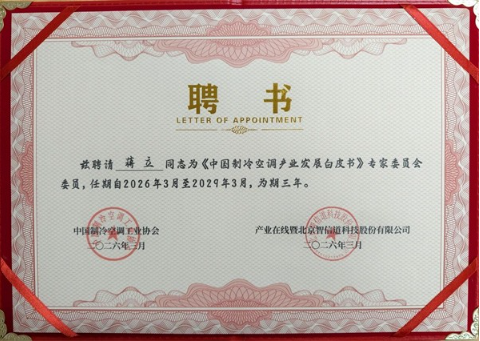 聘 书
LETTER OF APPOINTMENT
兹聘请 蒋立 同志为《中国制冷空调产业发展白皮书》专家委员会
委员,任期自2026年3月至2029年3月,为期三年。
中国制冷空调工业协会
二〇二六年三月
产业在线暨北京智信道科技股份有限公司
二〇二六年三月